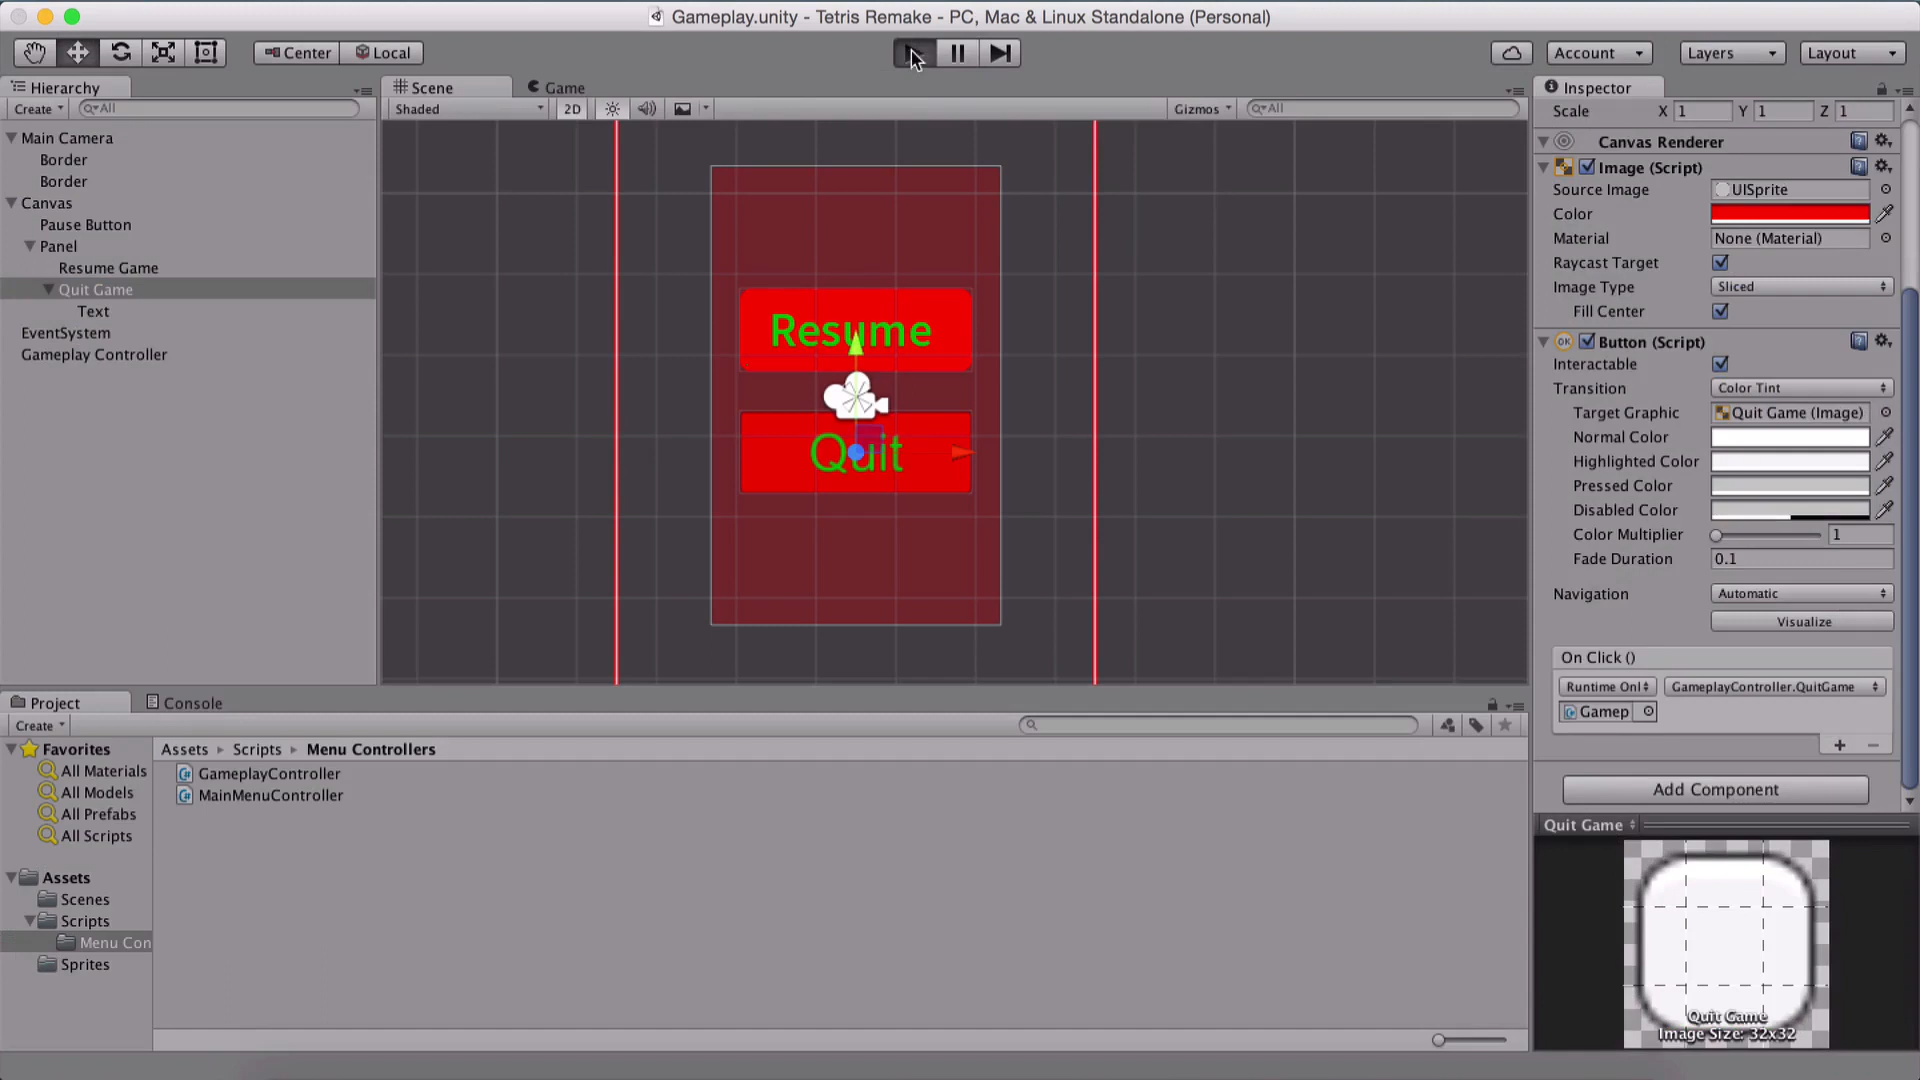 Gameplay.unity - Tetris Remake - PC, Mac & Linux Standalone (Personal)
Center Local Account Layers Layout
Hierarchy
Create All
Main Camera
Border
Border
Canvas
Pause Button
Panel
Resume Game
Quit Game
Text
EventSystem
Gameplay Controller
Scene Game
Shaded 2D Gizmos All
Resume
Quit
Inspector
Scale X 1 Y 1 Z 1
Canvas Renderer
Image (Script)
Source Image UISprite
Color
Material None (Material)
Raycast Target
Image Type Sliced
Fill Center
OK Button (Script)
Interactable
Transition Color Tint
Target Graphic Quit Game (Image)
Normal Color
Highlighted Color
Pressed Color
Disabled Color
Color Multiplier 1
Fade Duration 0.1
Navigation Automatic
Visualize
On Click ()
Runtime Onl GameplayController.QuitGame
Gamep
+ −
Add Component
Quit Game
Quit Game
Image Size: 32x32
Project Console
Create
Favorites
All Materials
All Models
All Prefabs
All Scripts
Assets
Scenes
Scripts
Menu Con
Sprites
Assets Scripts Menu Controllers
GameplayController
MainMenuController